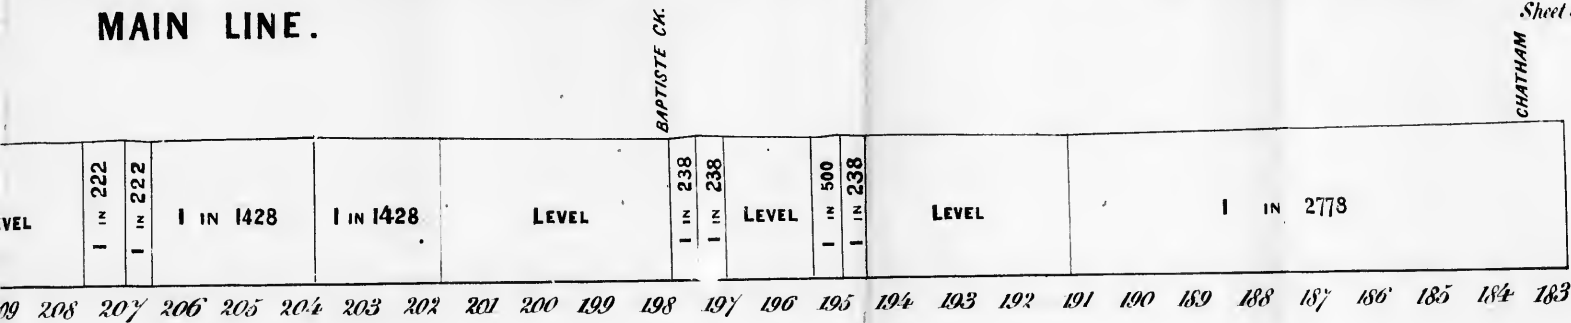 Sheet
MAIN LINE.
BAPTISTE CK.
CHATHAM
1 IN 222
1 IN 222
1 IN 1428
1 IN 1428
LEVEL
1 IN 238
1 IN 238
LEVEL
1 IN 500
1 IN 238
LEVEL
1 IN 2778
208 207 206 205 204 203 202 201 200 199 198 197 196 195 194 193 192 191 190 189 188 187 186 185 184 183